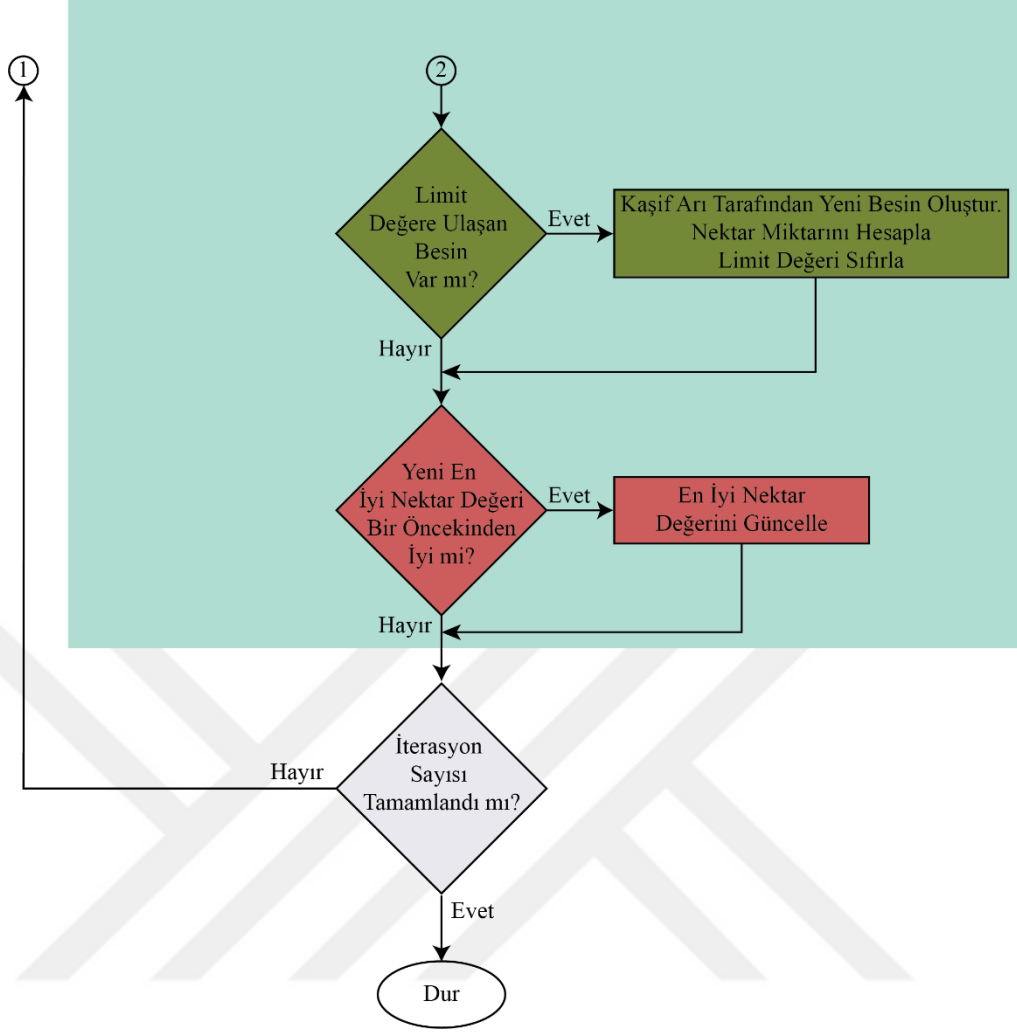 1
2
Limit
Değere Ulaşan
Besin
Var mı?
Evet
Kaşif Arı Tarafından Yeni Besin Oluştur.
Nektar Miktarını Hesapla
Limit Değeri Sıfırla
Hayır
Yeni En
İyi Nektar Değeri
Bir Öncekinden
İyi mi?
Evet
En İyi Nektar
Değerini Güncelle
Hayır
İterasyon
Sayısı
Tamamlandı mı?
Hayır
Evet
Dur